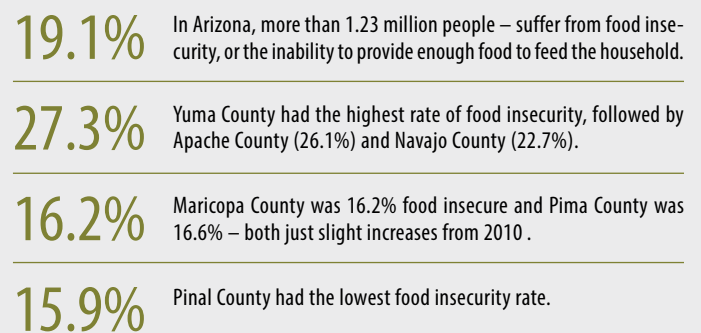 19.1%
In Arizona, more than 1.23 million people – suffer from food inse-
curity, or the inability to provide enough food to feed the household.
27.3%
Yuma County had the highest rate of food insecurity, followed by
Apache County (26.1%) and Navajo County (22.7%).
16.2%
Maricopa County was 16.2% food insecure and Pima County was
16.6% – both just slight increases from 2010 .
15.9%
Pinal County had the lowest food insecurity rate.